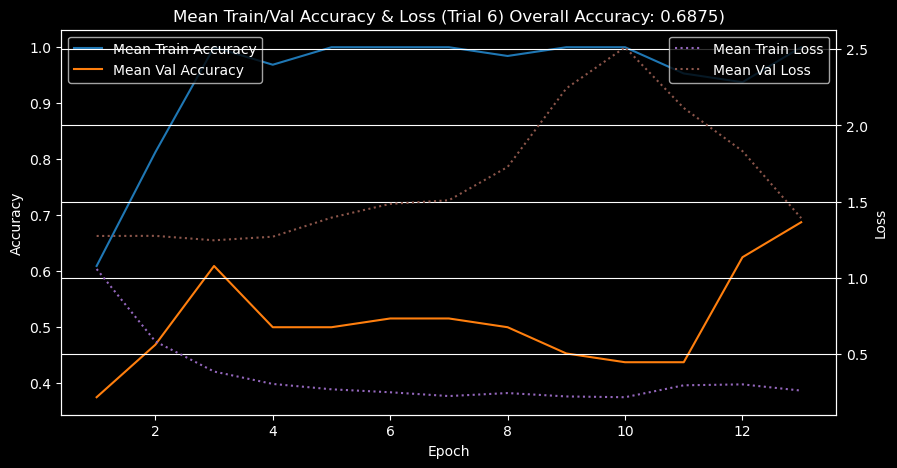 Mean Train/Val Accuracy & Loss (Trial 6) Overall Accuracy: 0.6875)
Mean Train Accuracy
Mean Val Accuracy
Mean Train Loss
Mean Val Loss
Accuracy
1.0
0.9
0.8
0.7
0.6
0.5
0.4
2.5
2.0
1.5
1.0
0.5
Loss
2 4 6 8 10 12
Epoch